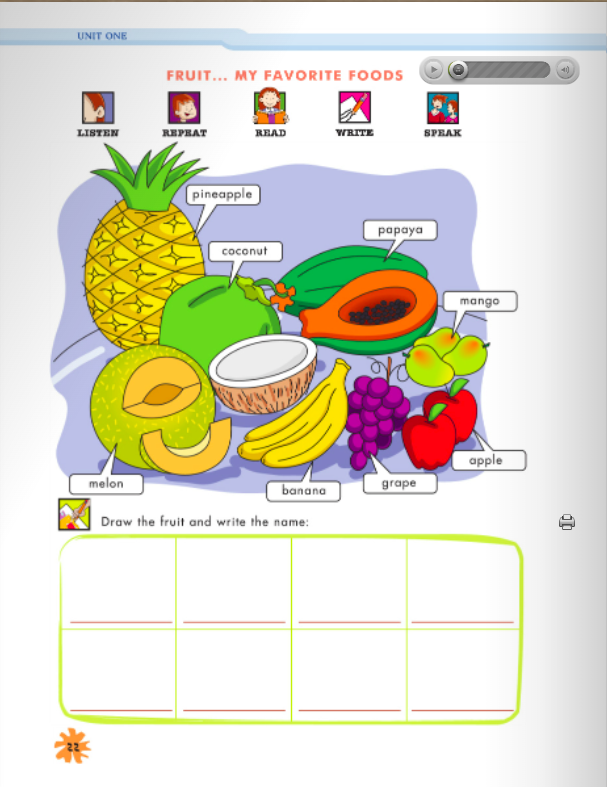 UNIT ONE
FRUIT... MY FAVORITE FOODS
LISTEN REPEAT READ WRITE SPEAK
pineapple
papaya
coconut
mango
apple
melon
banana
grape
Draw the fruit and write the name:
22